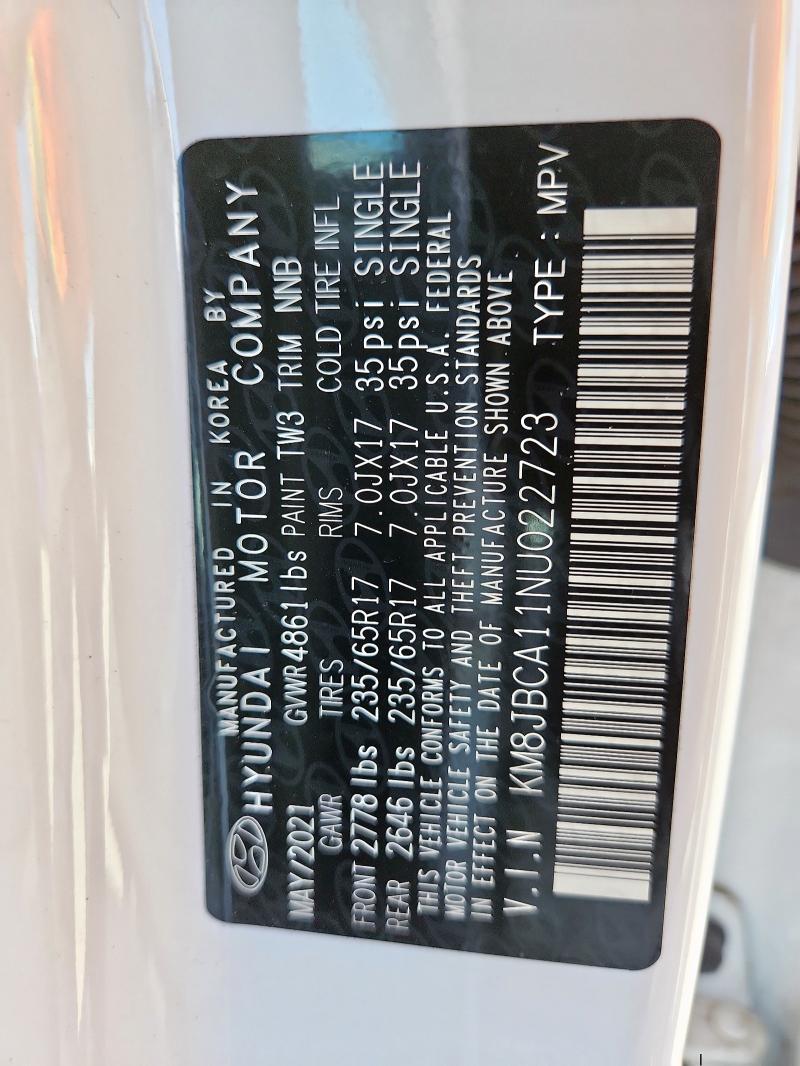 MANUFACTURED IN KOREA BY
HYUNDAI MOTOR COMPANY
MAY/2021 GVWR 4861 lbs PAINT TW3 TRIM NNB
GAWR TIRES RIMS COLD TIRE INFL
FRONT 2778 lbs 235/65R17 7.0JX17 35psi SINGLE
REAR 2646 lbs 235/65R17 7.0JX17 35psi SINGLE
THIS VEHICLE CONFORMS TO ALL APPLICABLE U.S.A. FEDERAL
MOTOR VEHICLE SAFETY AND THEFT PREVENTION STANDARDS
IN EFFECT ON THE DATE OF MANUFACTURE SHOWN ABOVE
V.I.N KM8JBCA11NU022723 TYPE : MPV